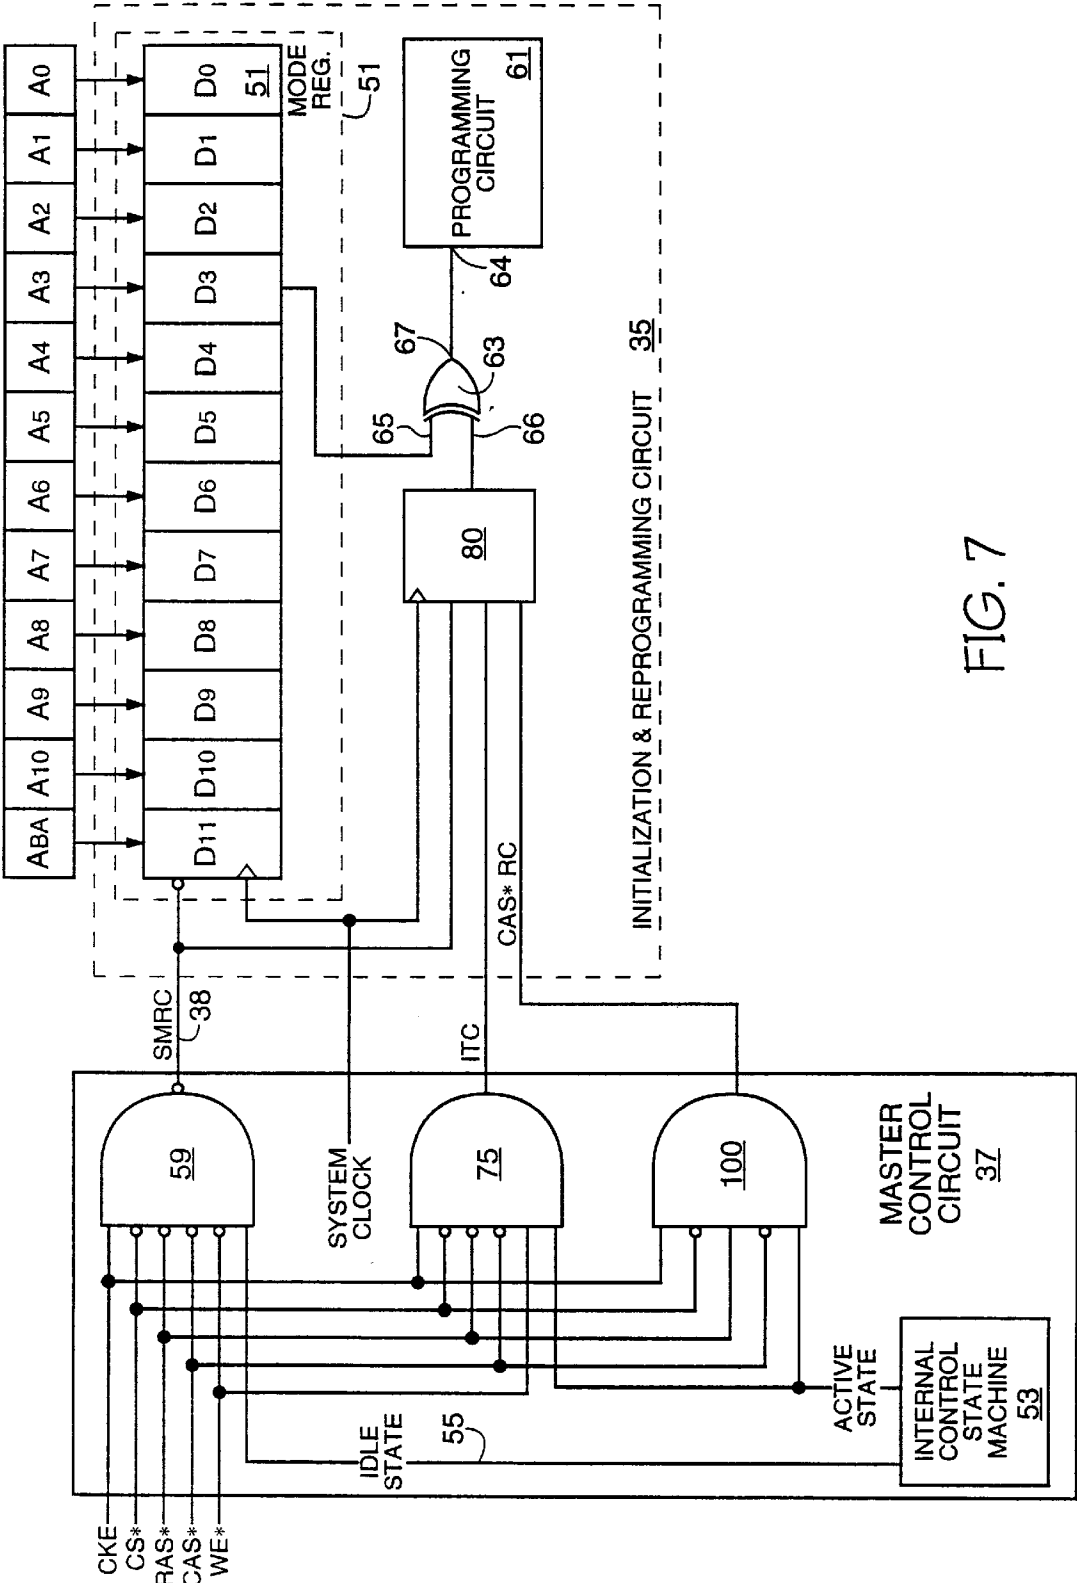 ABA A10 A9 A8 A7 A6 A5 A4 A3 A2 A1 A0
D11 D10 D9 D8 D7 D6 D5 D4 D3 D2 D1 D0
51
MODE
REG.
51
SMRC
38
SYSTEM
CLOCK
CKE
CS*
RAS*
CAS*
WE*
59
75
100
IDLE
STATE
55
ACTIVE
STATE
INTERNAL
CONTROL
STATE
MACHINE
53
MASTER
CONTROL
CIRCUIT
37
ITC
CAS* RC
80
65
66
67
63
64
PROGRAMMING
CIRCUIT
61
INITIALIZATION & REPROGRAMMING CIRCUIT 35
FIG. 7